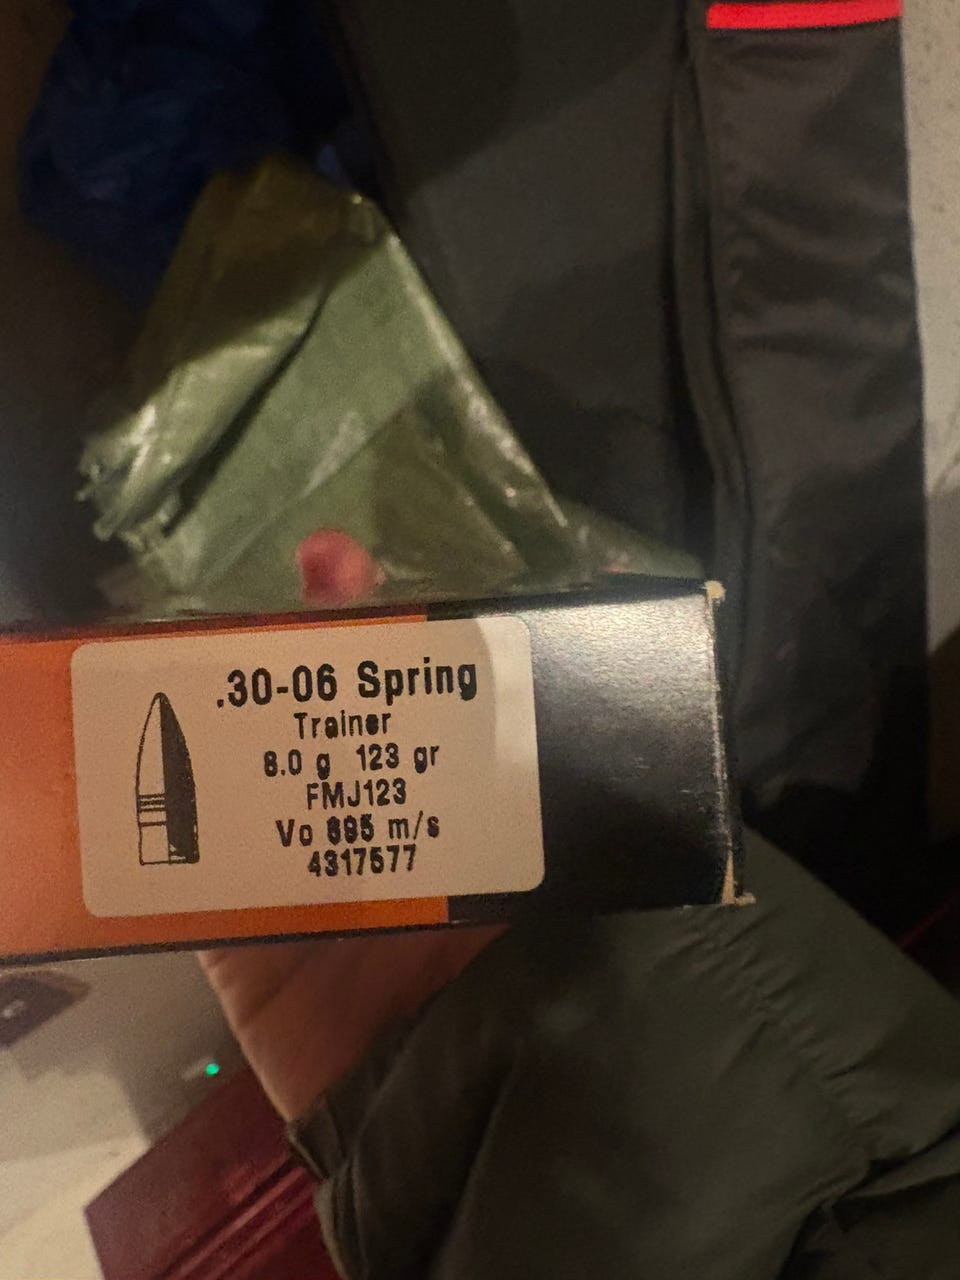 .30-06 Spring
Trainer
8.0 g 123 gr
FMJ123
Vo 895 m/s
4317577